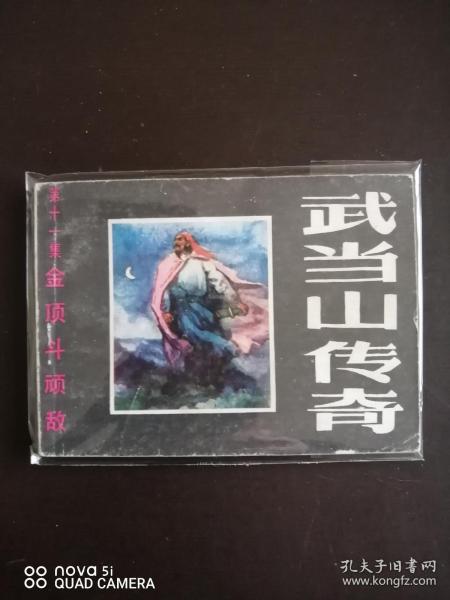 武当山传奇
第十一集 金顶斗顽敌
nova 5i
QUAD CAMERA
孔夫子旧书网
www.kongfz.com